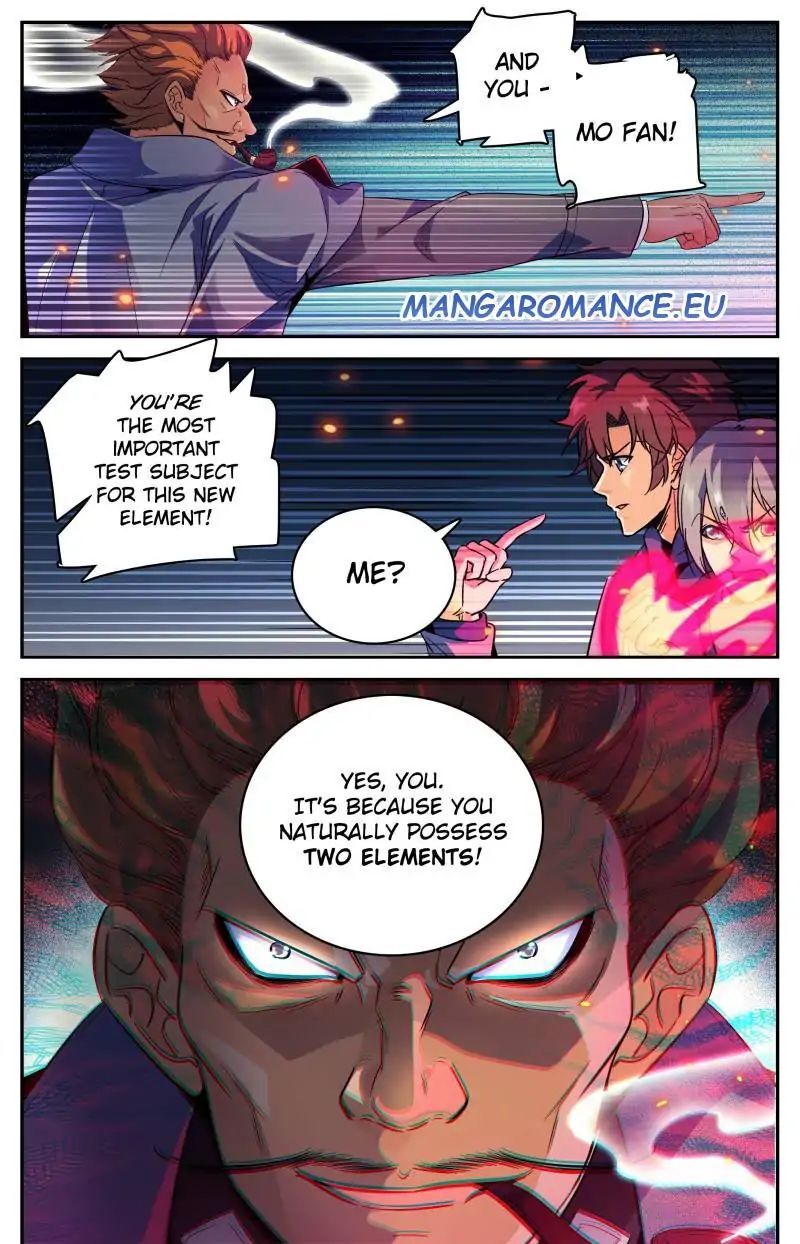 AND
YOU -
MO FAN!
MANGAROMANCE.EU
YOU'RE
THE MOST
IMPORTANT
TEST SUBJECT
FOR THIS NEW
ELEMENT!
ME?
YES, YOU.
IT'S BECAUSE YOU
NATURALLY POSSESS
TWO ELEMENTS!